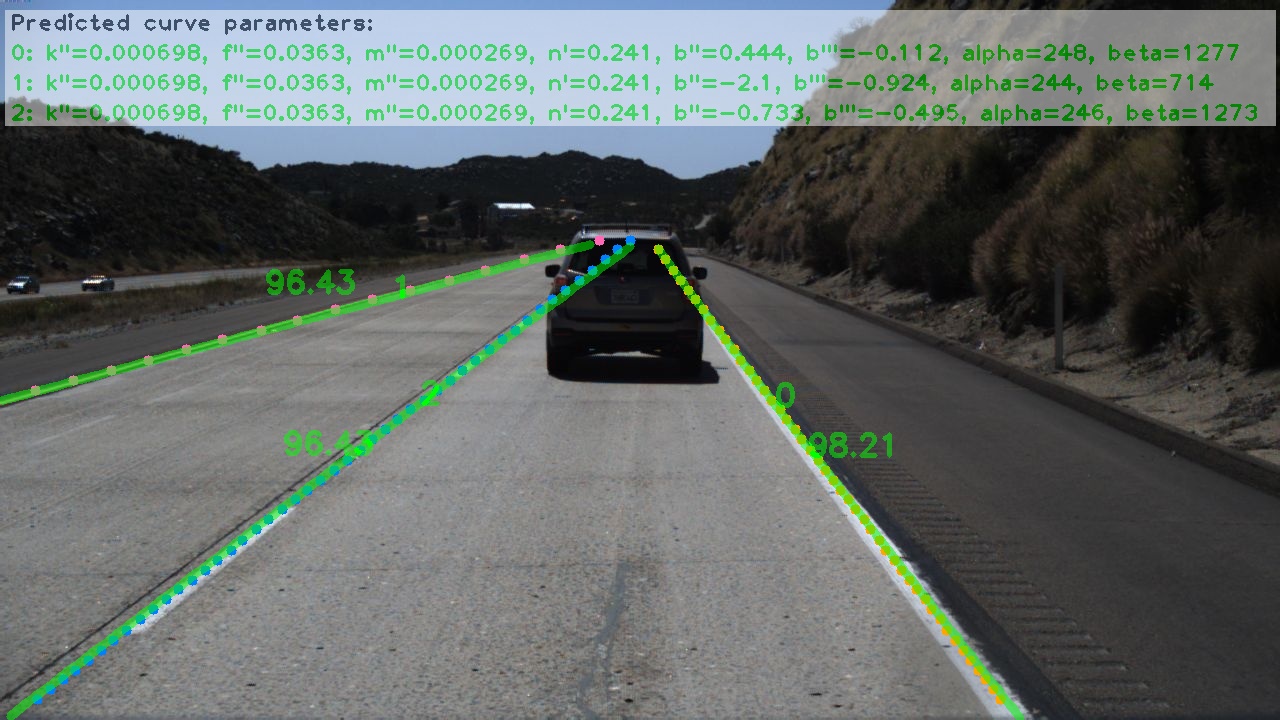 Predicted curve parameters:
0: k''=0.000698, f''=0.0363, m''=0.000269, n'=0.241, b''=0.444, b'''=-0.112, alpha=248, beta=1277
1: k''=0.000698, f''=0.0363, m''=0.000269, n'=0.241, b''=-2.1, b'''=-0.924, alpha=244, beta=714
2: k''=0.000698, f''=0.0363, m''=0.000269, n'=0.241, b''=-0.733, b'''=-0.495, alpha=246, beta=1273
96.43 1
2 0
96.43 98.21